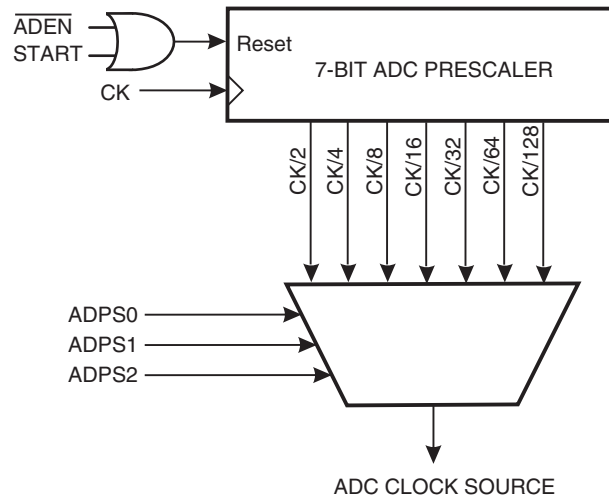 ADEN
START
Reset
7-BIT ADC PRESCALER
CK
CK/2
CK/4
CK/8
CK/16
CK/32
CK/64
CK/128
ADPS0
ADPS1
ADPS2
ADC CLOCK SOURCE